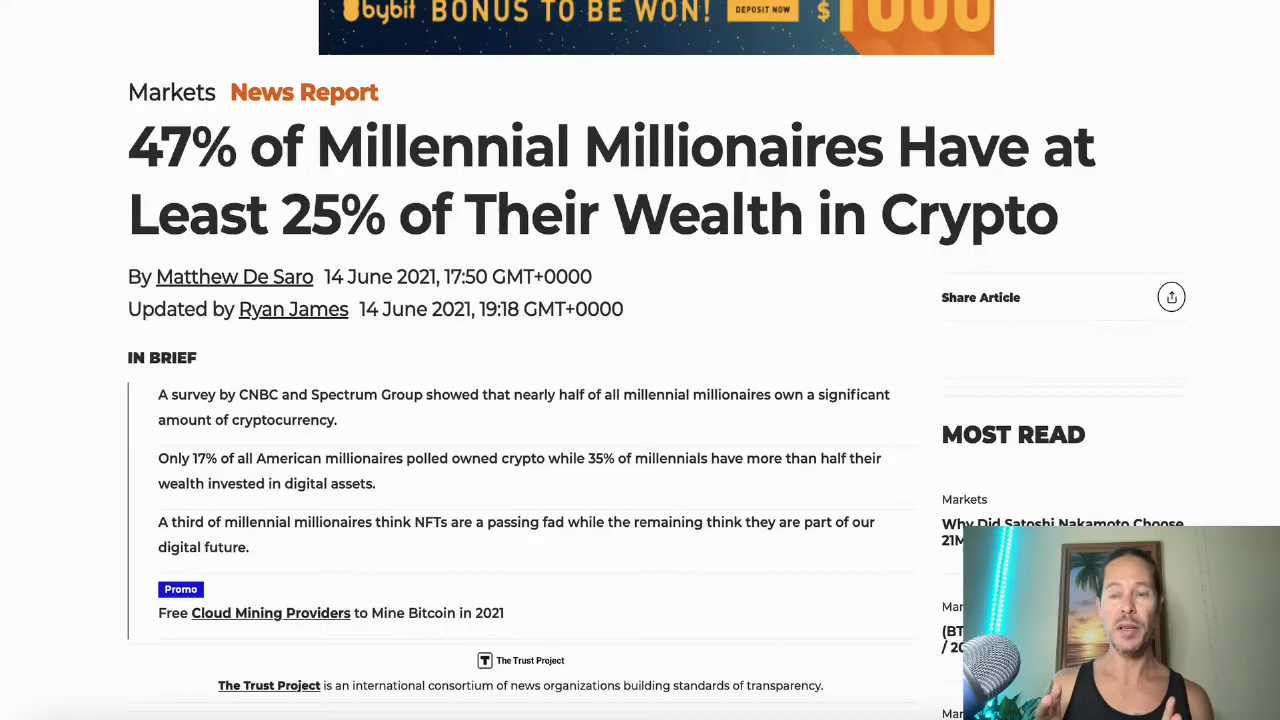 bybit BONUS TO BE WON! DEPOSIT NOW $ 1000
Markets News Report
47% of Millennial Millionaires Have at
Least 25% of Their Wealth in Crypto
By Matthew De Saro 14 June 2021, 17:50 GMT+0000
Updated by Ryan James 14 June 2021, 19:18 GMT+0000
IN BRIEF
A survey by CNBC and Spectrum Group showed that nearly half of all millennial millionaires own a significant
amount of cryptocurrency.
Only 17% of all American millionaires polled owned crypto while 35% of millennials have more than half their
wealth invested in digital assets.
A third of millennial millionaires think NFTs are a passing fad while the remaining think they are part of our
digital future.
Promo
Free Cloud Mining Providers to Mine Bitcoin in 2021
The Trust Project
The Trust Project is an international consortium of news organizations building standards of transparency.
Share Article
MOST READ
Markets
Why Did Satoshi Nakamoto Choose
21M
Mar
(BT
/ 20
Mar